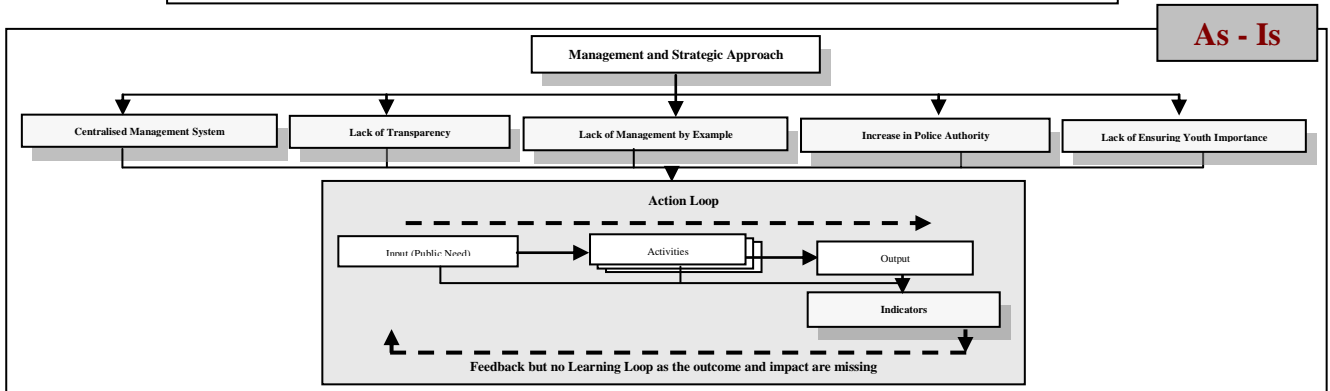 As - Is
Management and Strategic Approach
Centralised Management System
Lack of Transparency
Lack of Management by Example
Increase in Police Authority
Lack of Ensuring Youth Importance
Action Loop
Input (Public Need)
Activities
Output
Indicators
Feedback but no Learning Loop as the outcome and impact are missing